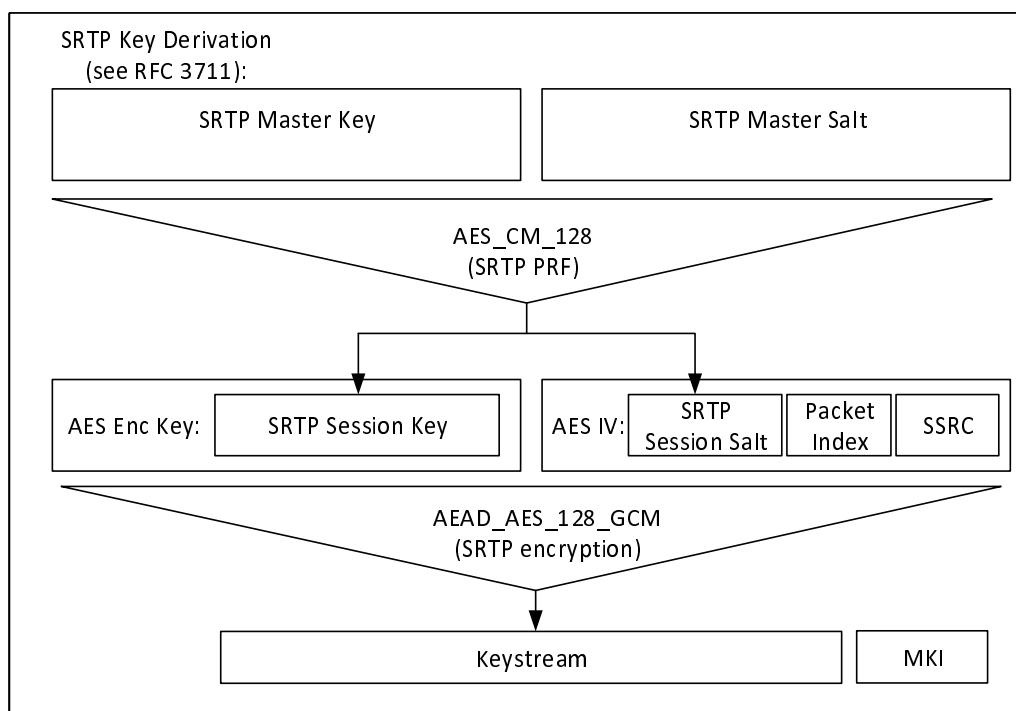 SRTP Key Derivation
(see RFC 3711):
SRTP Master Key
SRTP Master Salt
AES_CM_128
(SRTP PRF)
AES Enc Key:
SRTP Session Key
AES IV:
SRTP
Session Salt
Packet
Index
SSRC
AEAD_AES_128_GCM
(SRTP encryption)
Keystream
MKI